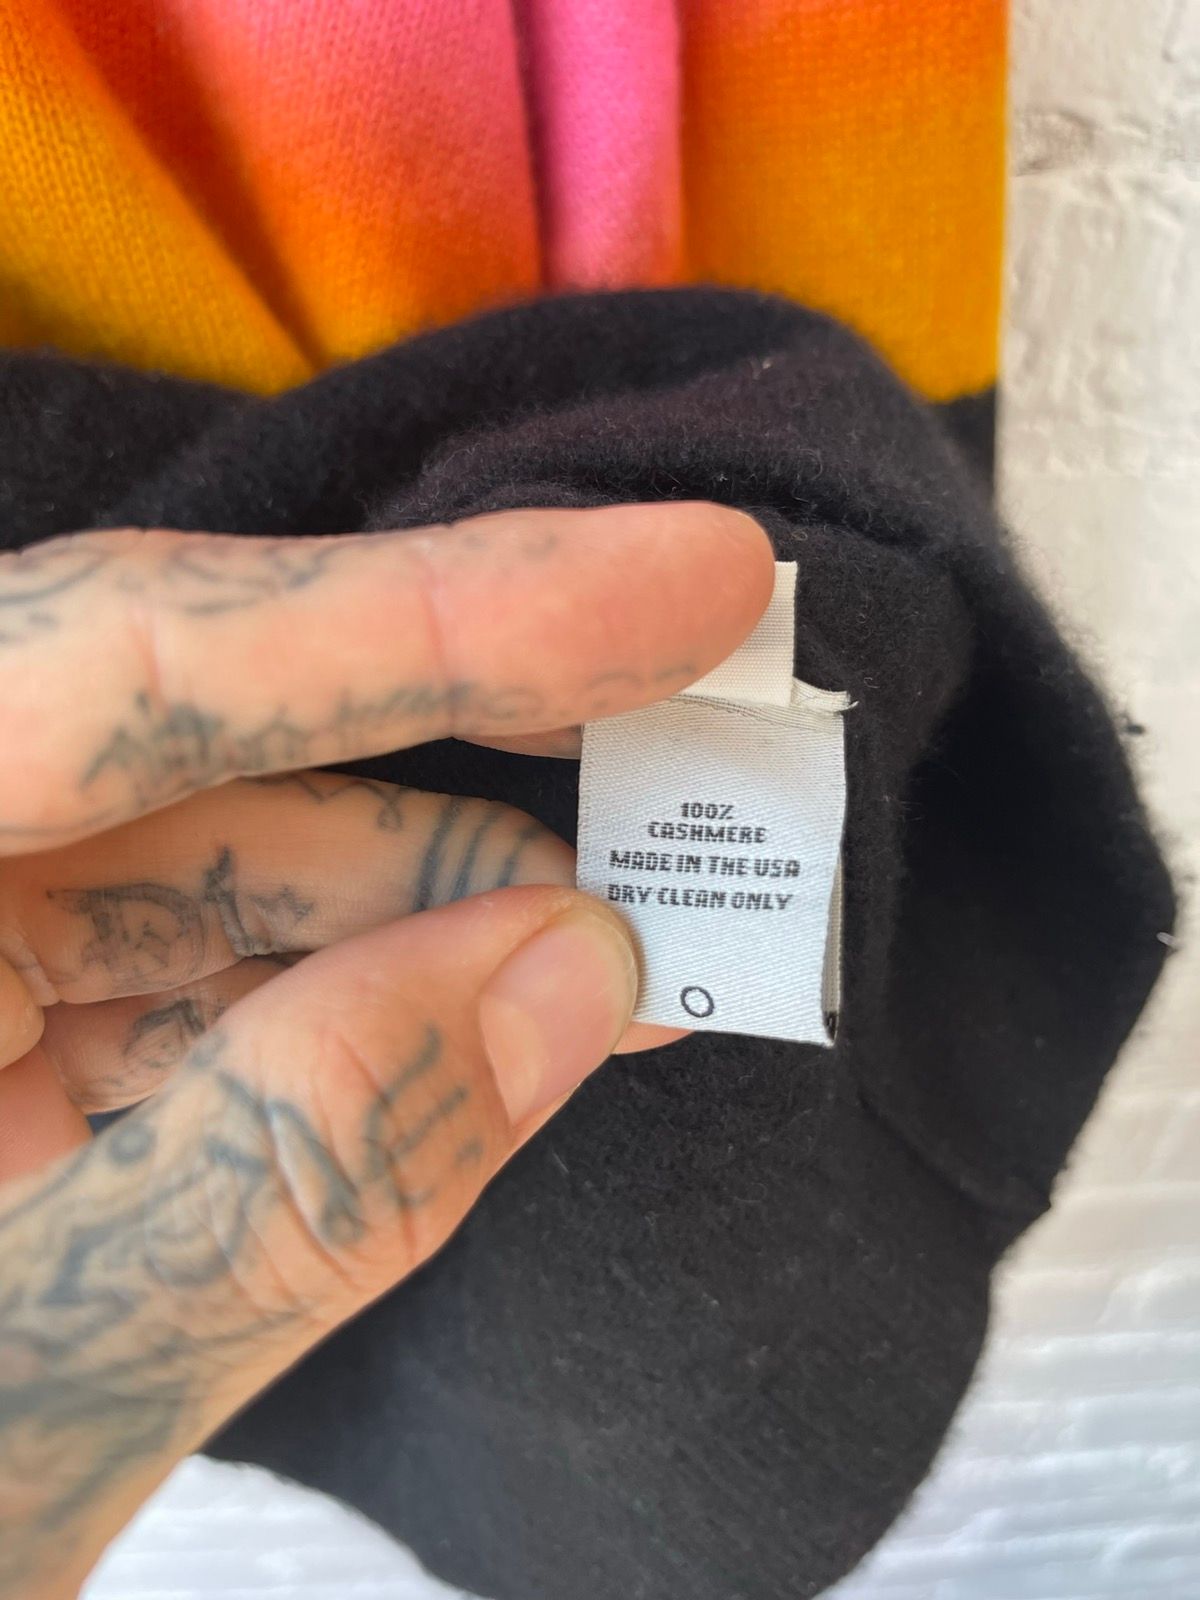 100%
CASHMERE
MADE IN THE USA
DRY CLEAN ONLY